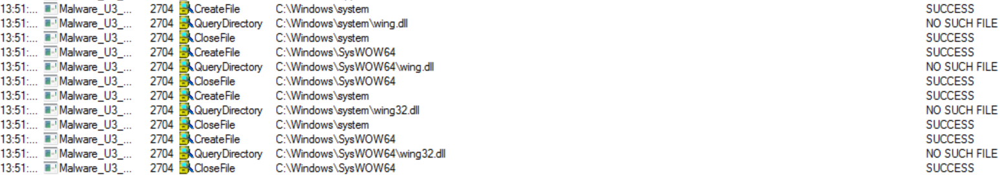 13:51:... Malware_U3_... 2704 CreateFile C:\Windows\system SUCCESS
13:51:... Malware_U3_... 2704 QueryDirectory C:\Windows\system\wing.dll NO SUCH FILE
13:51:... Malware_U3_... 2704 CloseFile C:\Windows\system SUCCESS
13:51:... Malware_U3_... 2704 CreateFile C:\Windows\SysWOW64 SUCCESS
13:51:... Malware_U3_... 2704 QueryDirectory C:\Windows\SysWOW64\wing.dll NO SUCH FILE
13:51:... Malware_U3_... 2704 CloseFile C:\Windows\SysWOW64 SUCCESS
13:51:... Malware_U3_... 2704 CreateFile C:\Windows\system SUCCESS
13:51:... Malware_U3_... 2704 QueryDirectory C:\Windows\system\wing32.dll NO SUCH FILE
13:51:... Malware_U3_... 2704 CloseFile C:\Windows\system SUCCESS
13:51:... Malware_U3_... 2704 CreateFile C:\Windows\SysWOW64 SUCCESS
13:51:... Malware_U3_... 2704 QueryDirectory C:\Windows\SysWOW64\wing32.dll NO SUCH FILE
13:51:... Malware_U3_... 2704 CloseFile C:\Windows\SysWOW64 SUCCESS